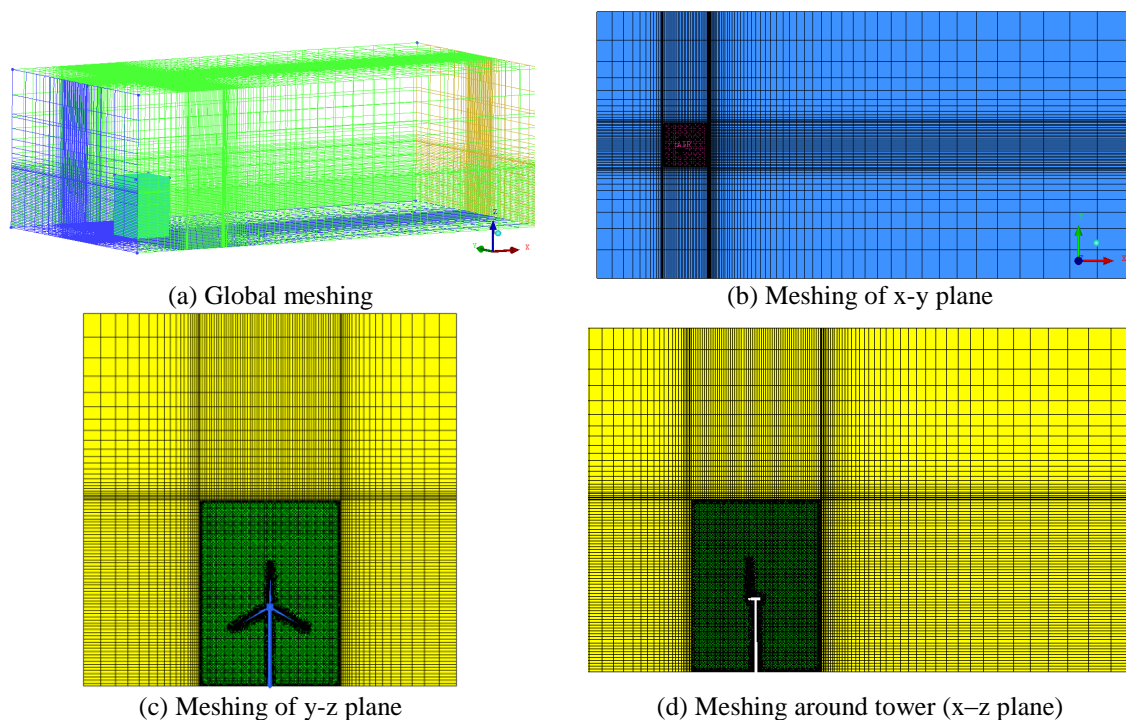 Z
Y
X
(a) Global meshing
X
(b) Meshing of x-y plane
(c) Meshing of y-z plane
(d) Meshing around tower (x–z plane)